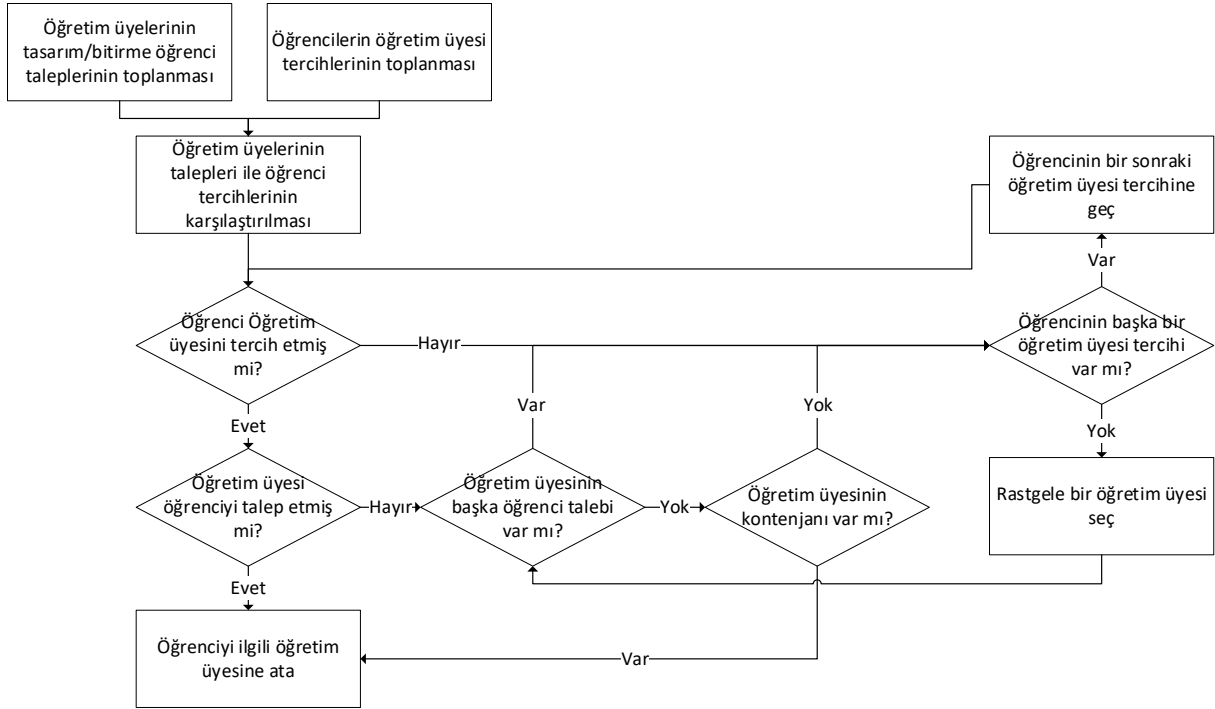 Öğretim üyelerinin
tasarım/bitirme öğrenci
taleplerinin toplanması
Öğrencilerin öğretim üyesi
tercihlerinin toplanması
Öğretim üyelerinin
talepleri ile öğrenci
tercihlerinin
karşılaştırılması
Öğrencinin bir sonraki
öğretim üyesi tercihine
geç
Var
Öğrenci Öğretim
üyesini tercih etmiş
mi?
Hayır
Öğrencinin başka bir
öğretim üyesi tercihi
var mı?
Evet
Var
Yok
Yok
Öğretim üyesi
öğrenciyi talep etmiş
mi?
Hayır
Öğretim üyesinin
başka öğrenci talebi
var mı?
Yok
Öğretim üyesinin
kontenjanı var mı?
Rastgele bir öğretim üyesi
seç
Evet
Öğrenciyi ilgili öğretim
üyesine ata
Var